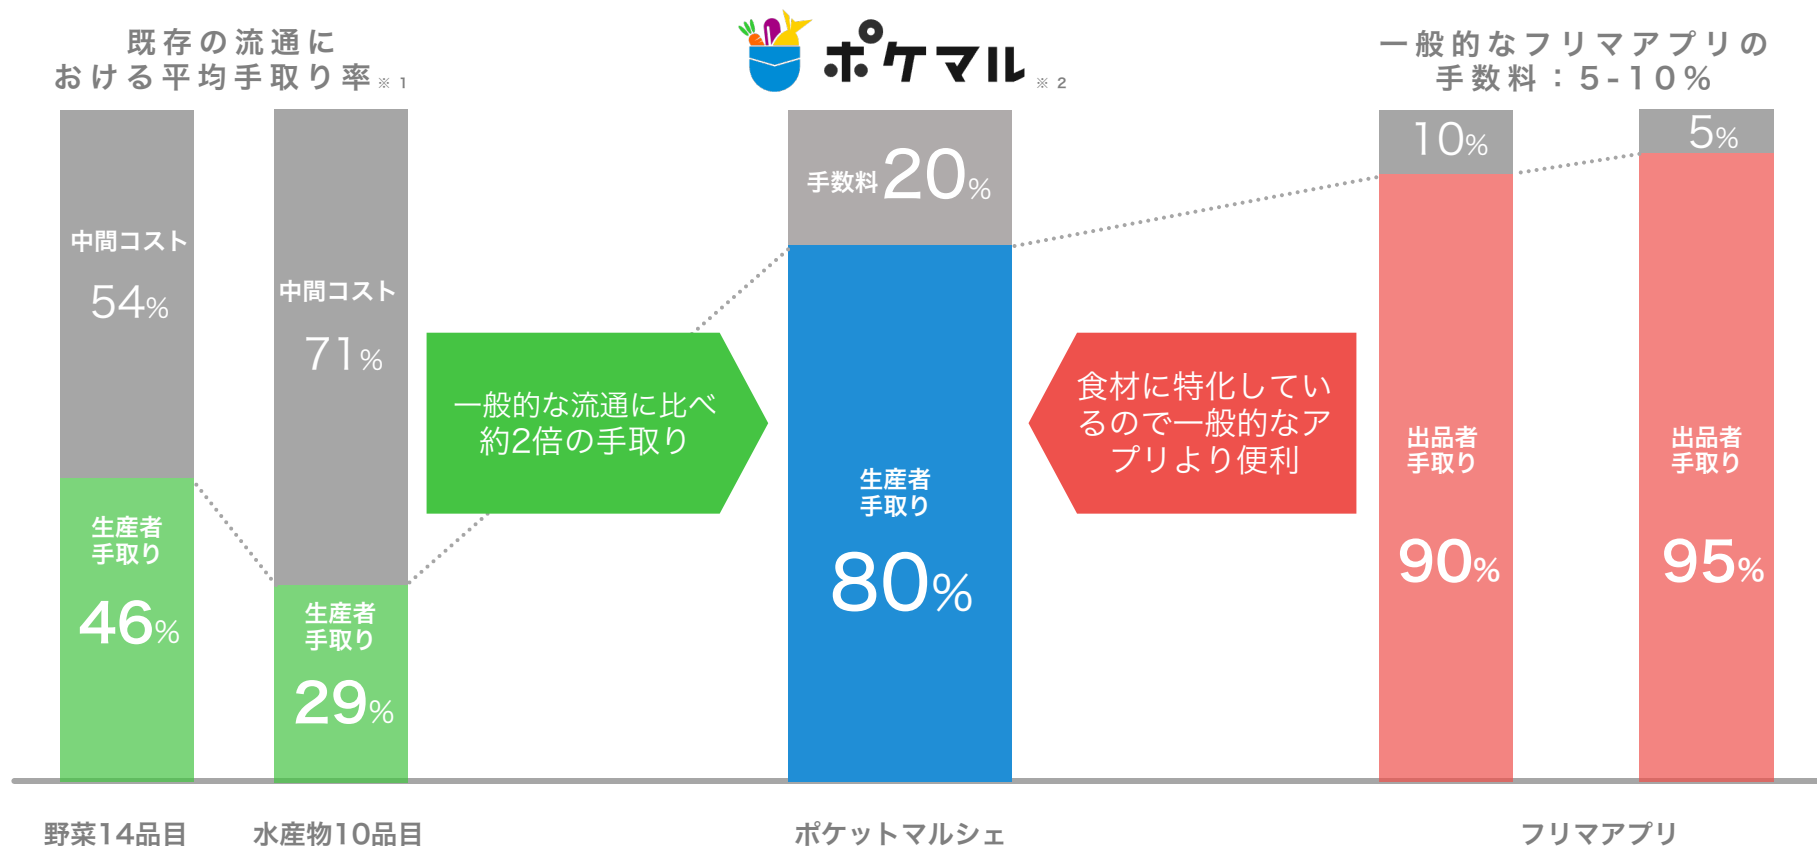 既存の流通に
おける平均手取り率※1
ポケマル※2
一般的なフリマアプリの
手数料：5-10%
中間コスト
54%
生産者
手取り
46%
中間コスト
71%
生産者
手取り
29%
一般的な流通に比べ
約2倍の手取り
手数料20%
生産者
手取り
80%
食材に特化してい
るので一般的なア
プリより便利
10%
出品者
手取り
90%
5%
出品者
手取り
95%
野菜14品目
水産物10品目
ポケットマルシェ
フリマアプリ